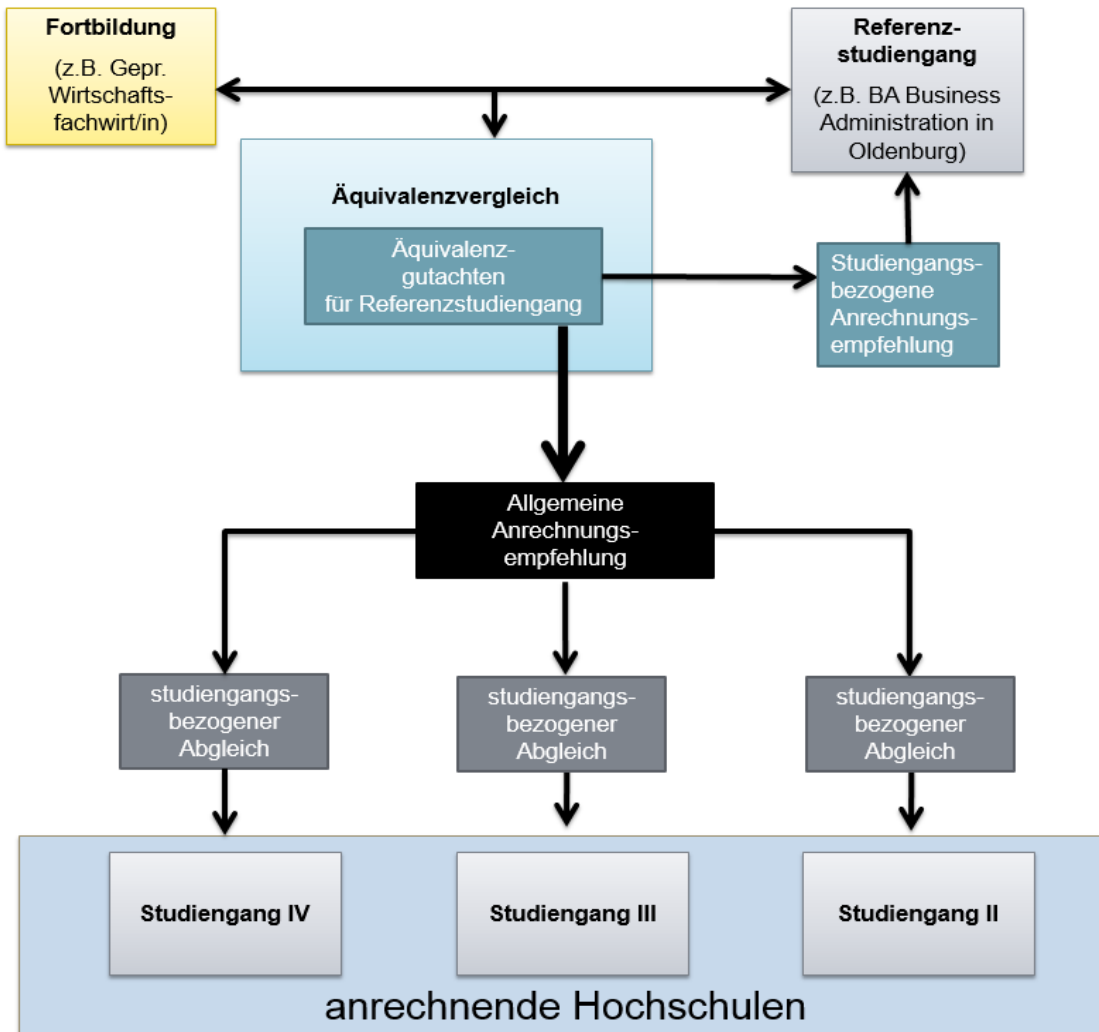 Fortbildung
(z.B. Gepr.
Wirtschafts-
fachwirt/in)
Referenz-
studiengang
(z.B. BA Business
Administration in
Oldenburg)
Äquivalenzvergleich
Äquivalenz-
gutachten
für Referenzstudiengang
Studiengangs-
bezogene
Anrechnungs-
empfehlung
Allgemeine
Anrechnungs-
empfehlung
studiengangs-
bezogener
Abgleich
studiengangs-
bezogener
Abgleich
studiengangs-
bezogener
Abgleich
Studiengang IV
Studiengang III
Studiengang II
anrechnende Hochschulen